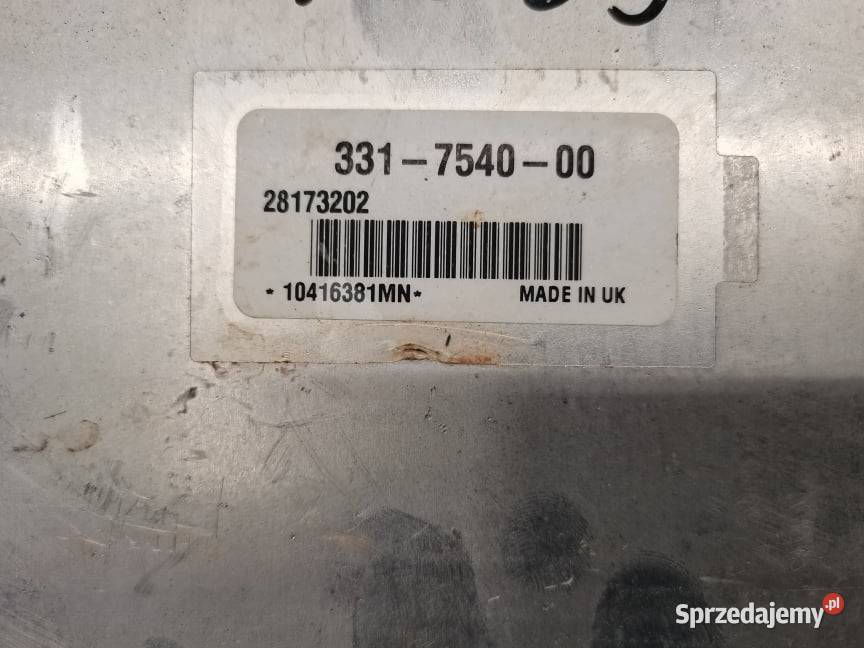 331-7540-00
28173202
* 10416381MN*
MADE IN UK
Sprzedajemy.pl